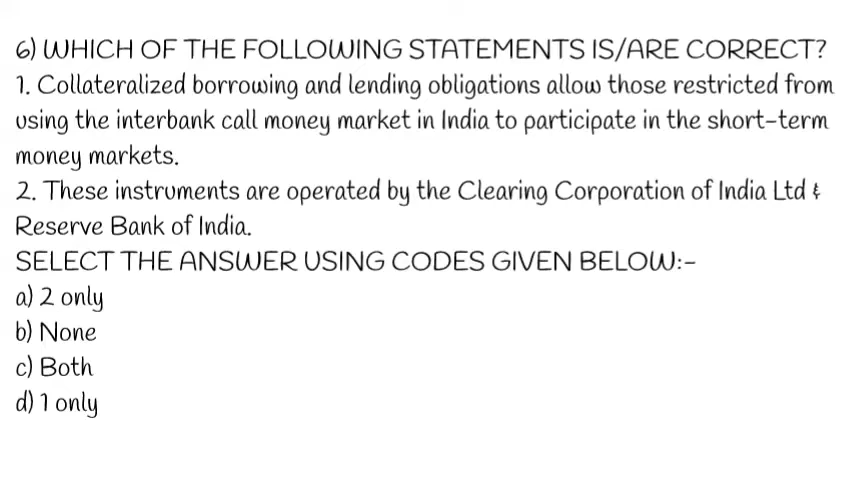 6) WHICH OF THE FOLLOWING STATEMENTS IS/ARE CORRECT?
1. Collateralized borrowing and lending obligations allow those restricted from
using the interbank call money market in India to participate in the short-term
money markets.
2. These instruments are operated by the Clearing Corporation of India Ltd &
Reserve Bank of India.
SELECT THE ANSWER USING CODES GIVEN BELOW:-
a) 2 only
b) None
c) Both
d) 1 only